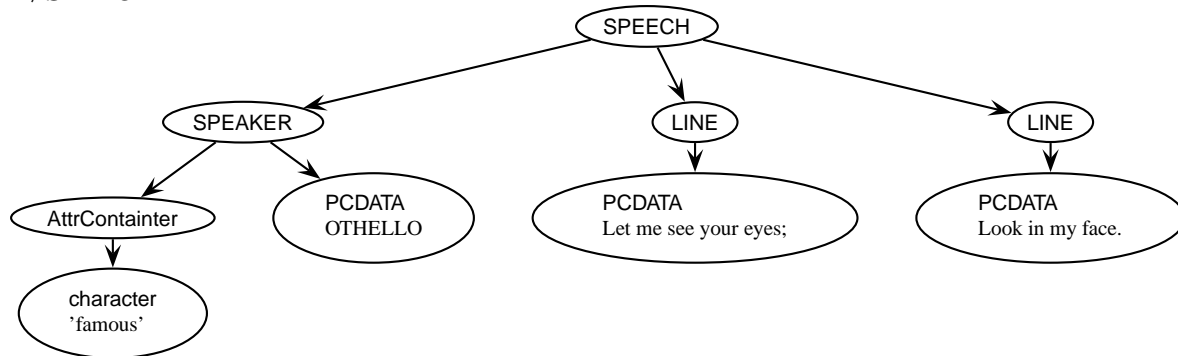 SPEECH
SPEAKER
LINE
LINE
AttrContainter
PCDATA
OTHELLO
PCDATA
Let me see your eyes;
PCDATA
Look in my face.
character
’famous’